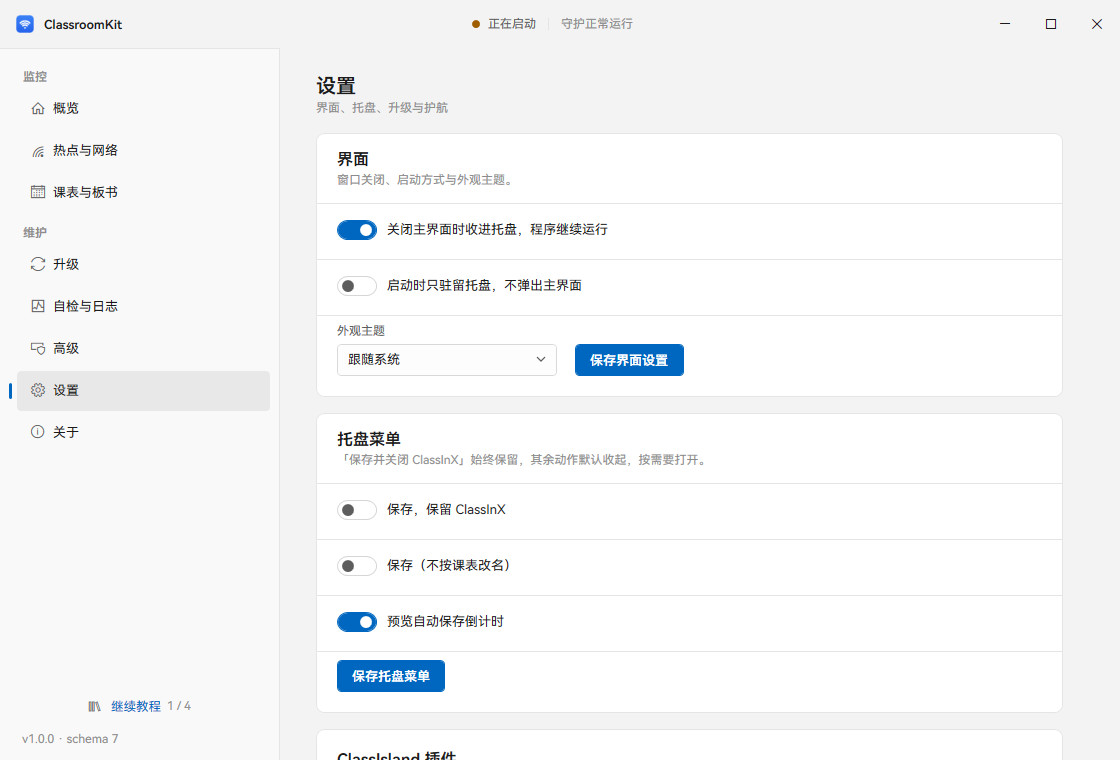 ClassroomKit
正在启动
守护正常运行
监控
概览
热点与网络
课表与板书
维护
升级
自检与日志
高级
设置
关于
继续教程 1 / 4
v1.0.0 · schema 7
设置
界面、托盘、升级与护航
界面
窗口关闭、启动方式与外观主题。
关闭主界面时收进托盘，程序继续运行
启动时只驻留托盘，不弹出主界面
外观主题
跟随系统
保存界面设置
托盘菜单
「保存并关闭 ClassInX」始终保留，其余动作默认收起，按需要打开。
保存，保留 ClassInX
保存（不按课表改名）
预览自动保存倒计时
保存托盘菜单
ClassIsland 插件